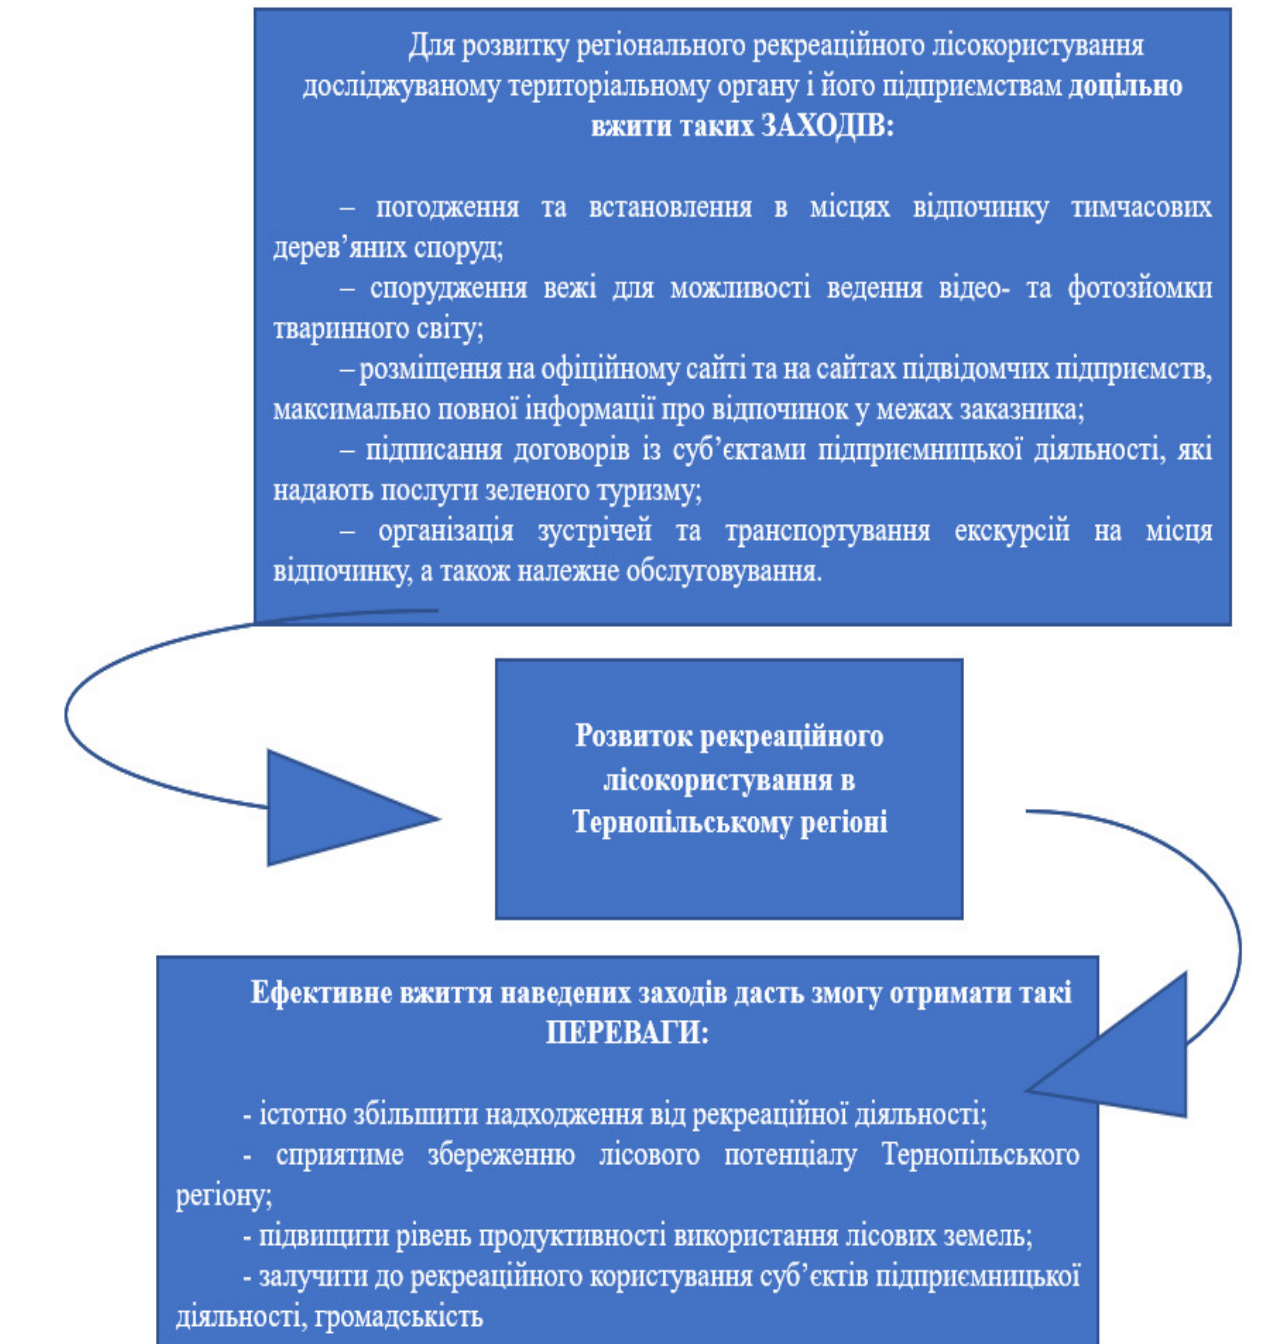 Для розвитку регіонального рекреаційного лісокористування
досліджуваному територіальному органу і його підприємствам доцільно
вжити таких ЗАХОДІВ:
– погодження та встановлення в місцях відпочинку тимчасових
дерев’яних споруд;
– спорудження вежі для можливості ведення відео- та фотозйомки
тваринного світу;
– розміщення на офіційному сайті та на сайтах підвідомчих підприємств,
максимально повної інформації про відпочинок у межах заказника;
– підписання договорів із суб’єктами підприємницької діяльності, які
надають послуги зеленого туризму;
– організація зустрічей та транспортування екскурсій на місця
відпочинку, а також належне обслуговування.
Розвиток рекреаційного
лісокористування в
Тернопільському регіоні
Ефективне вжиття наведених заходів дасть змогу отримати такі
ПЕРЕВАГИ:
- істотно збільшити надходження від рекреаційної діяльності;
- сприятиме збереженню лісового потенціалу Тернопільського
регіону;
- підвищити рівень продуктивності використання лісових земель;
- залучити до рекреаційного користування суб’єктів підприємницької
діяльності, громадськість